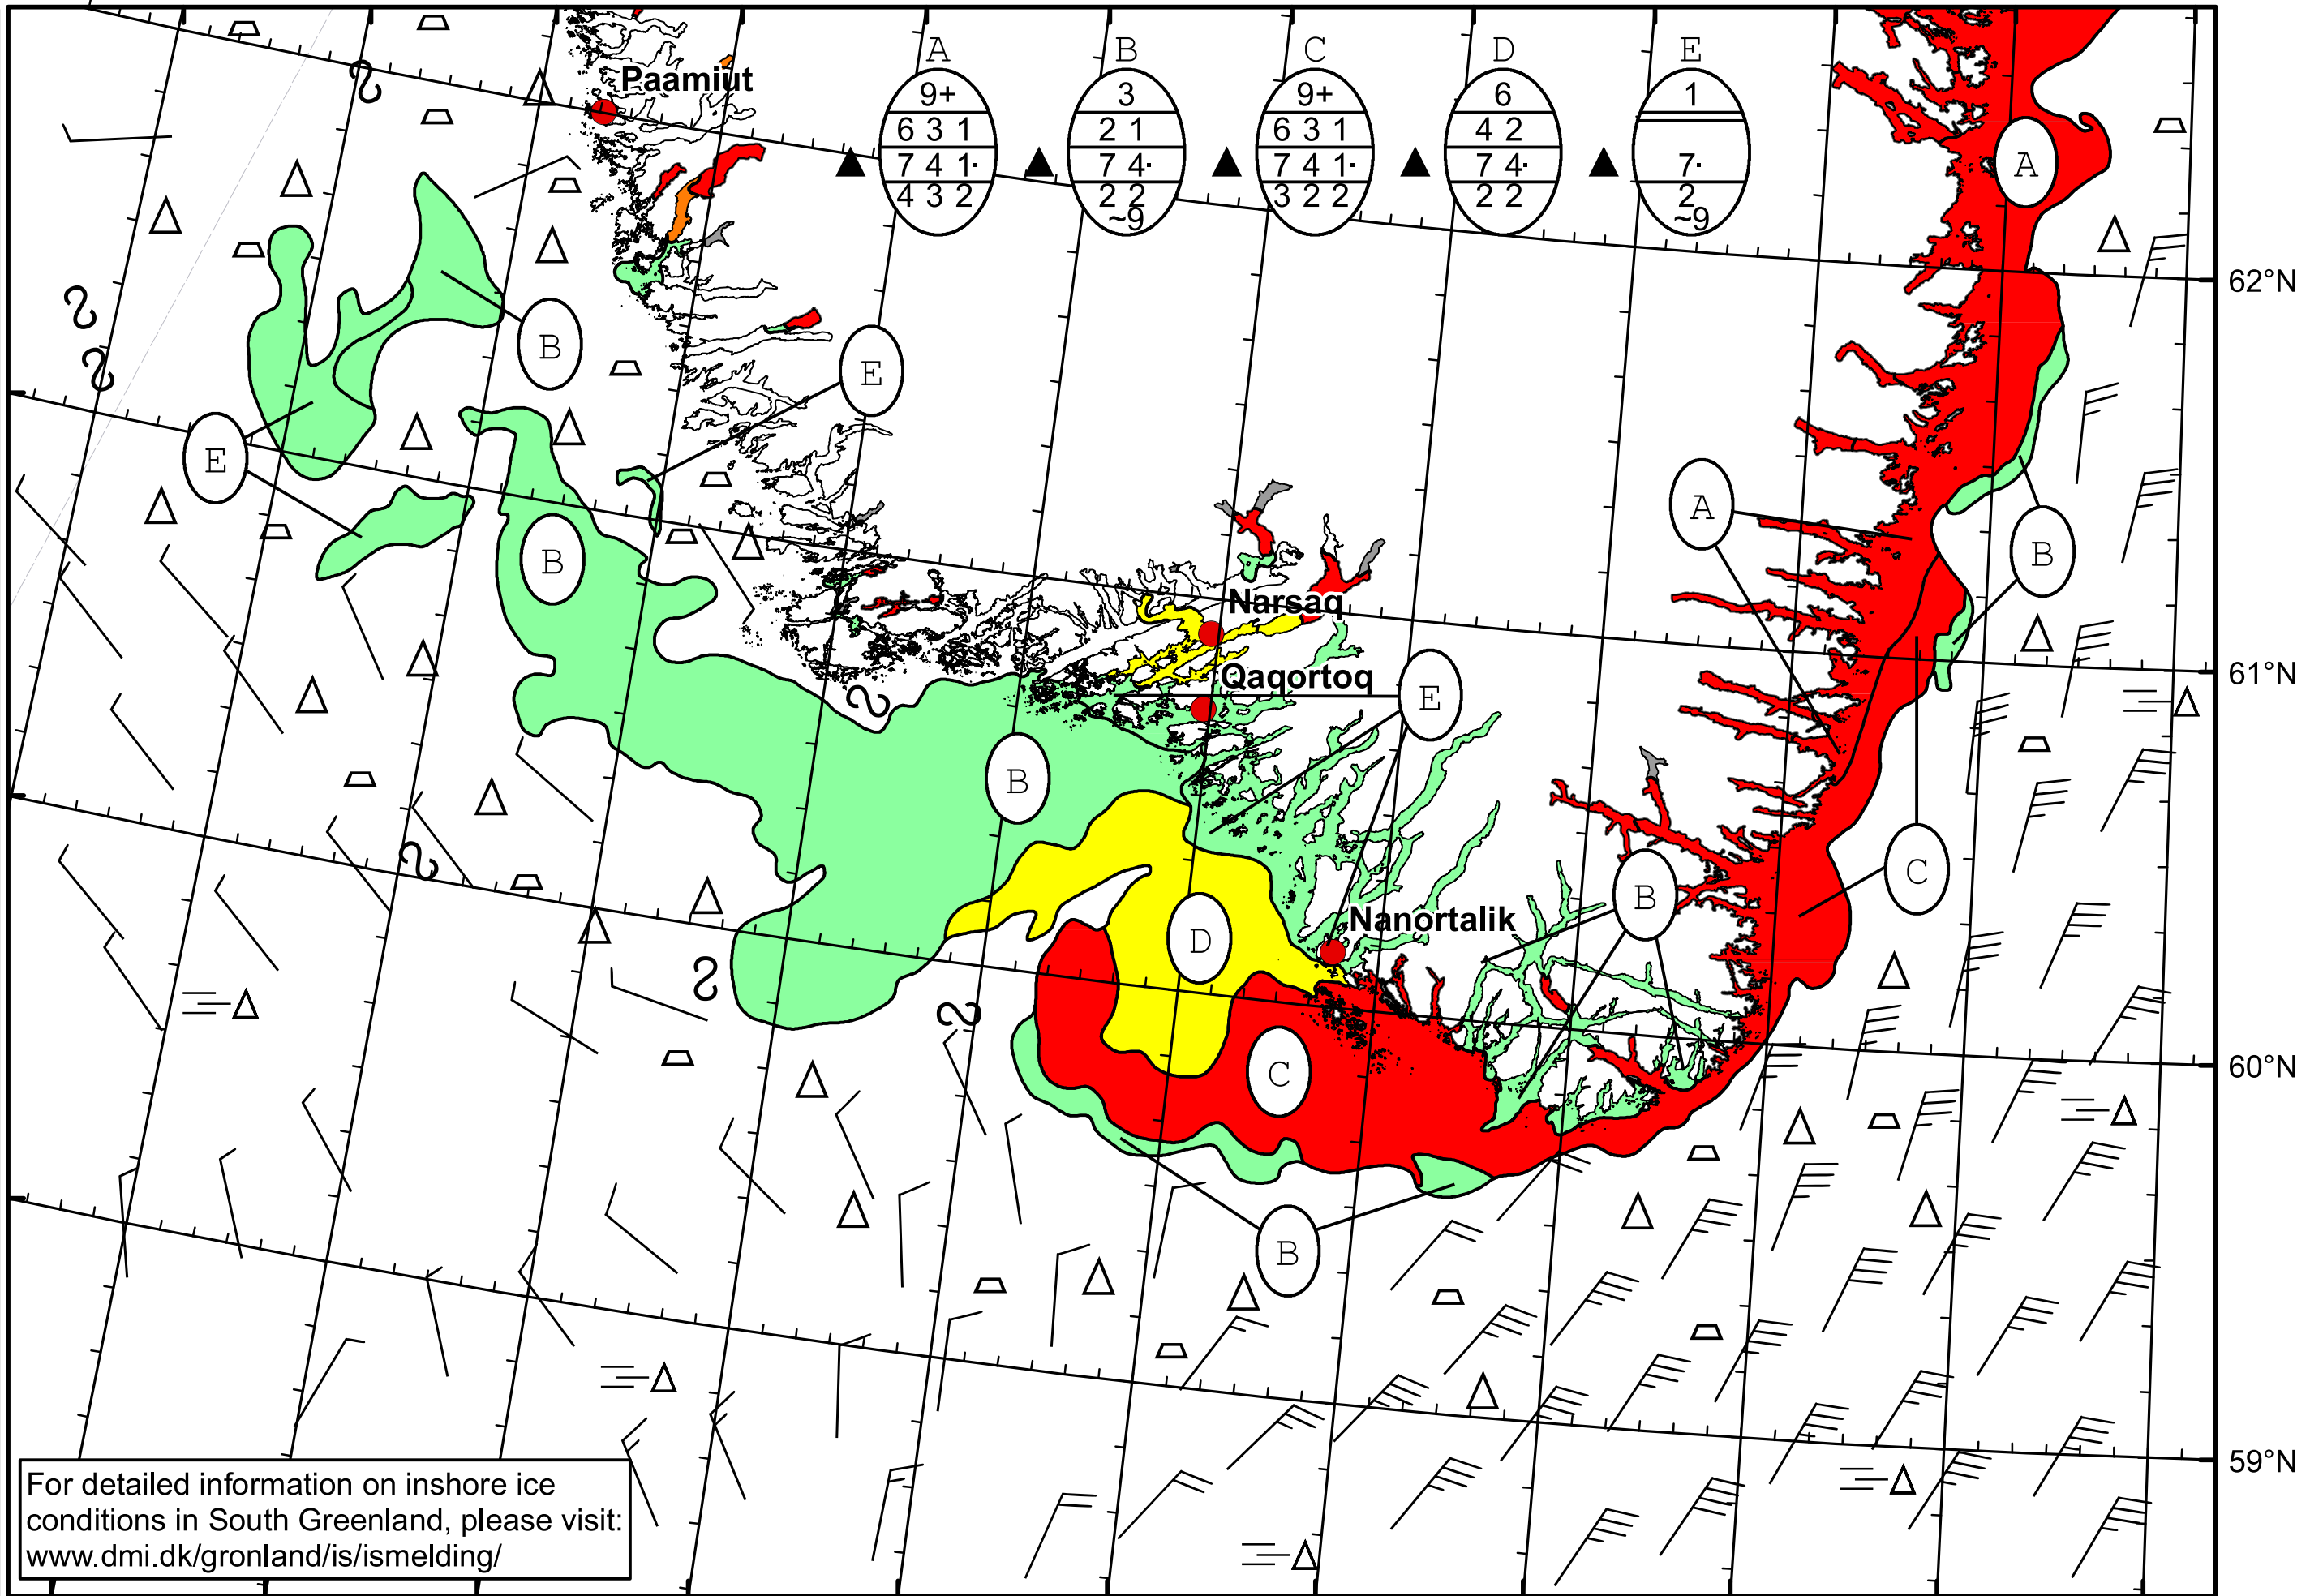 A B C D E
Paamiut
9+ 3 9+ 6 1
6 3 1 2 1 6 3 1 4 2
7 4 1· 7 4· 7 4 1· 7 4· 7·
4 3 2 2 2 3 2 2 2 2 2
~9 ~9
A
62°N
B
E
E
A
B
B
Narsaq
61°N
Qaqortoq
E
B
C
B
Nanortalik
D
60°N
C
B
59°N
For detailed information on inshore ice
conditions in South Greenland, please visit:
www.dmi.dk/gronland/is/ismelding/